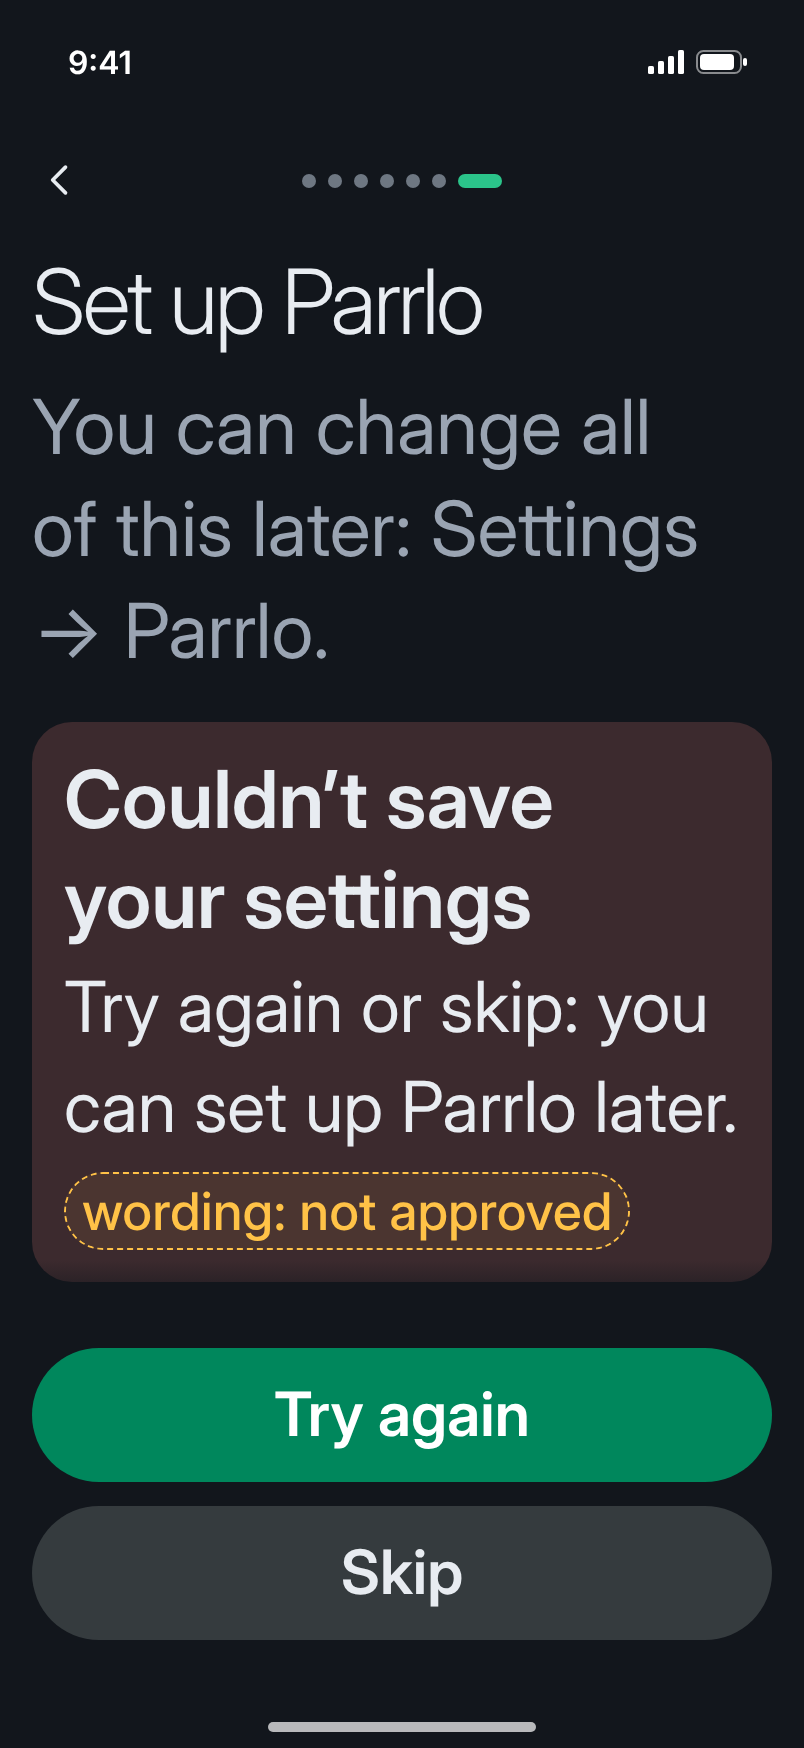 9:41
Set up Parrlo
You can change all
of this later: Settings
→ Parrlo.
Couldn’t save
your settings
Try again or skip: you
can set up Parrlo later.
wording: not approved
Try again
Skip